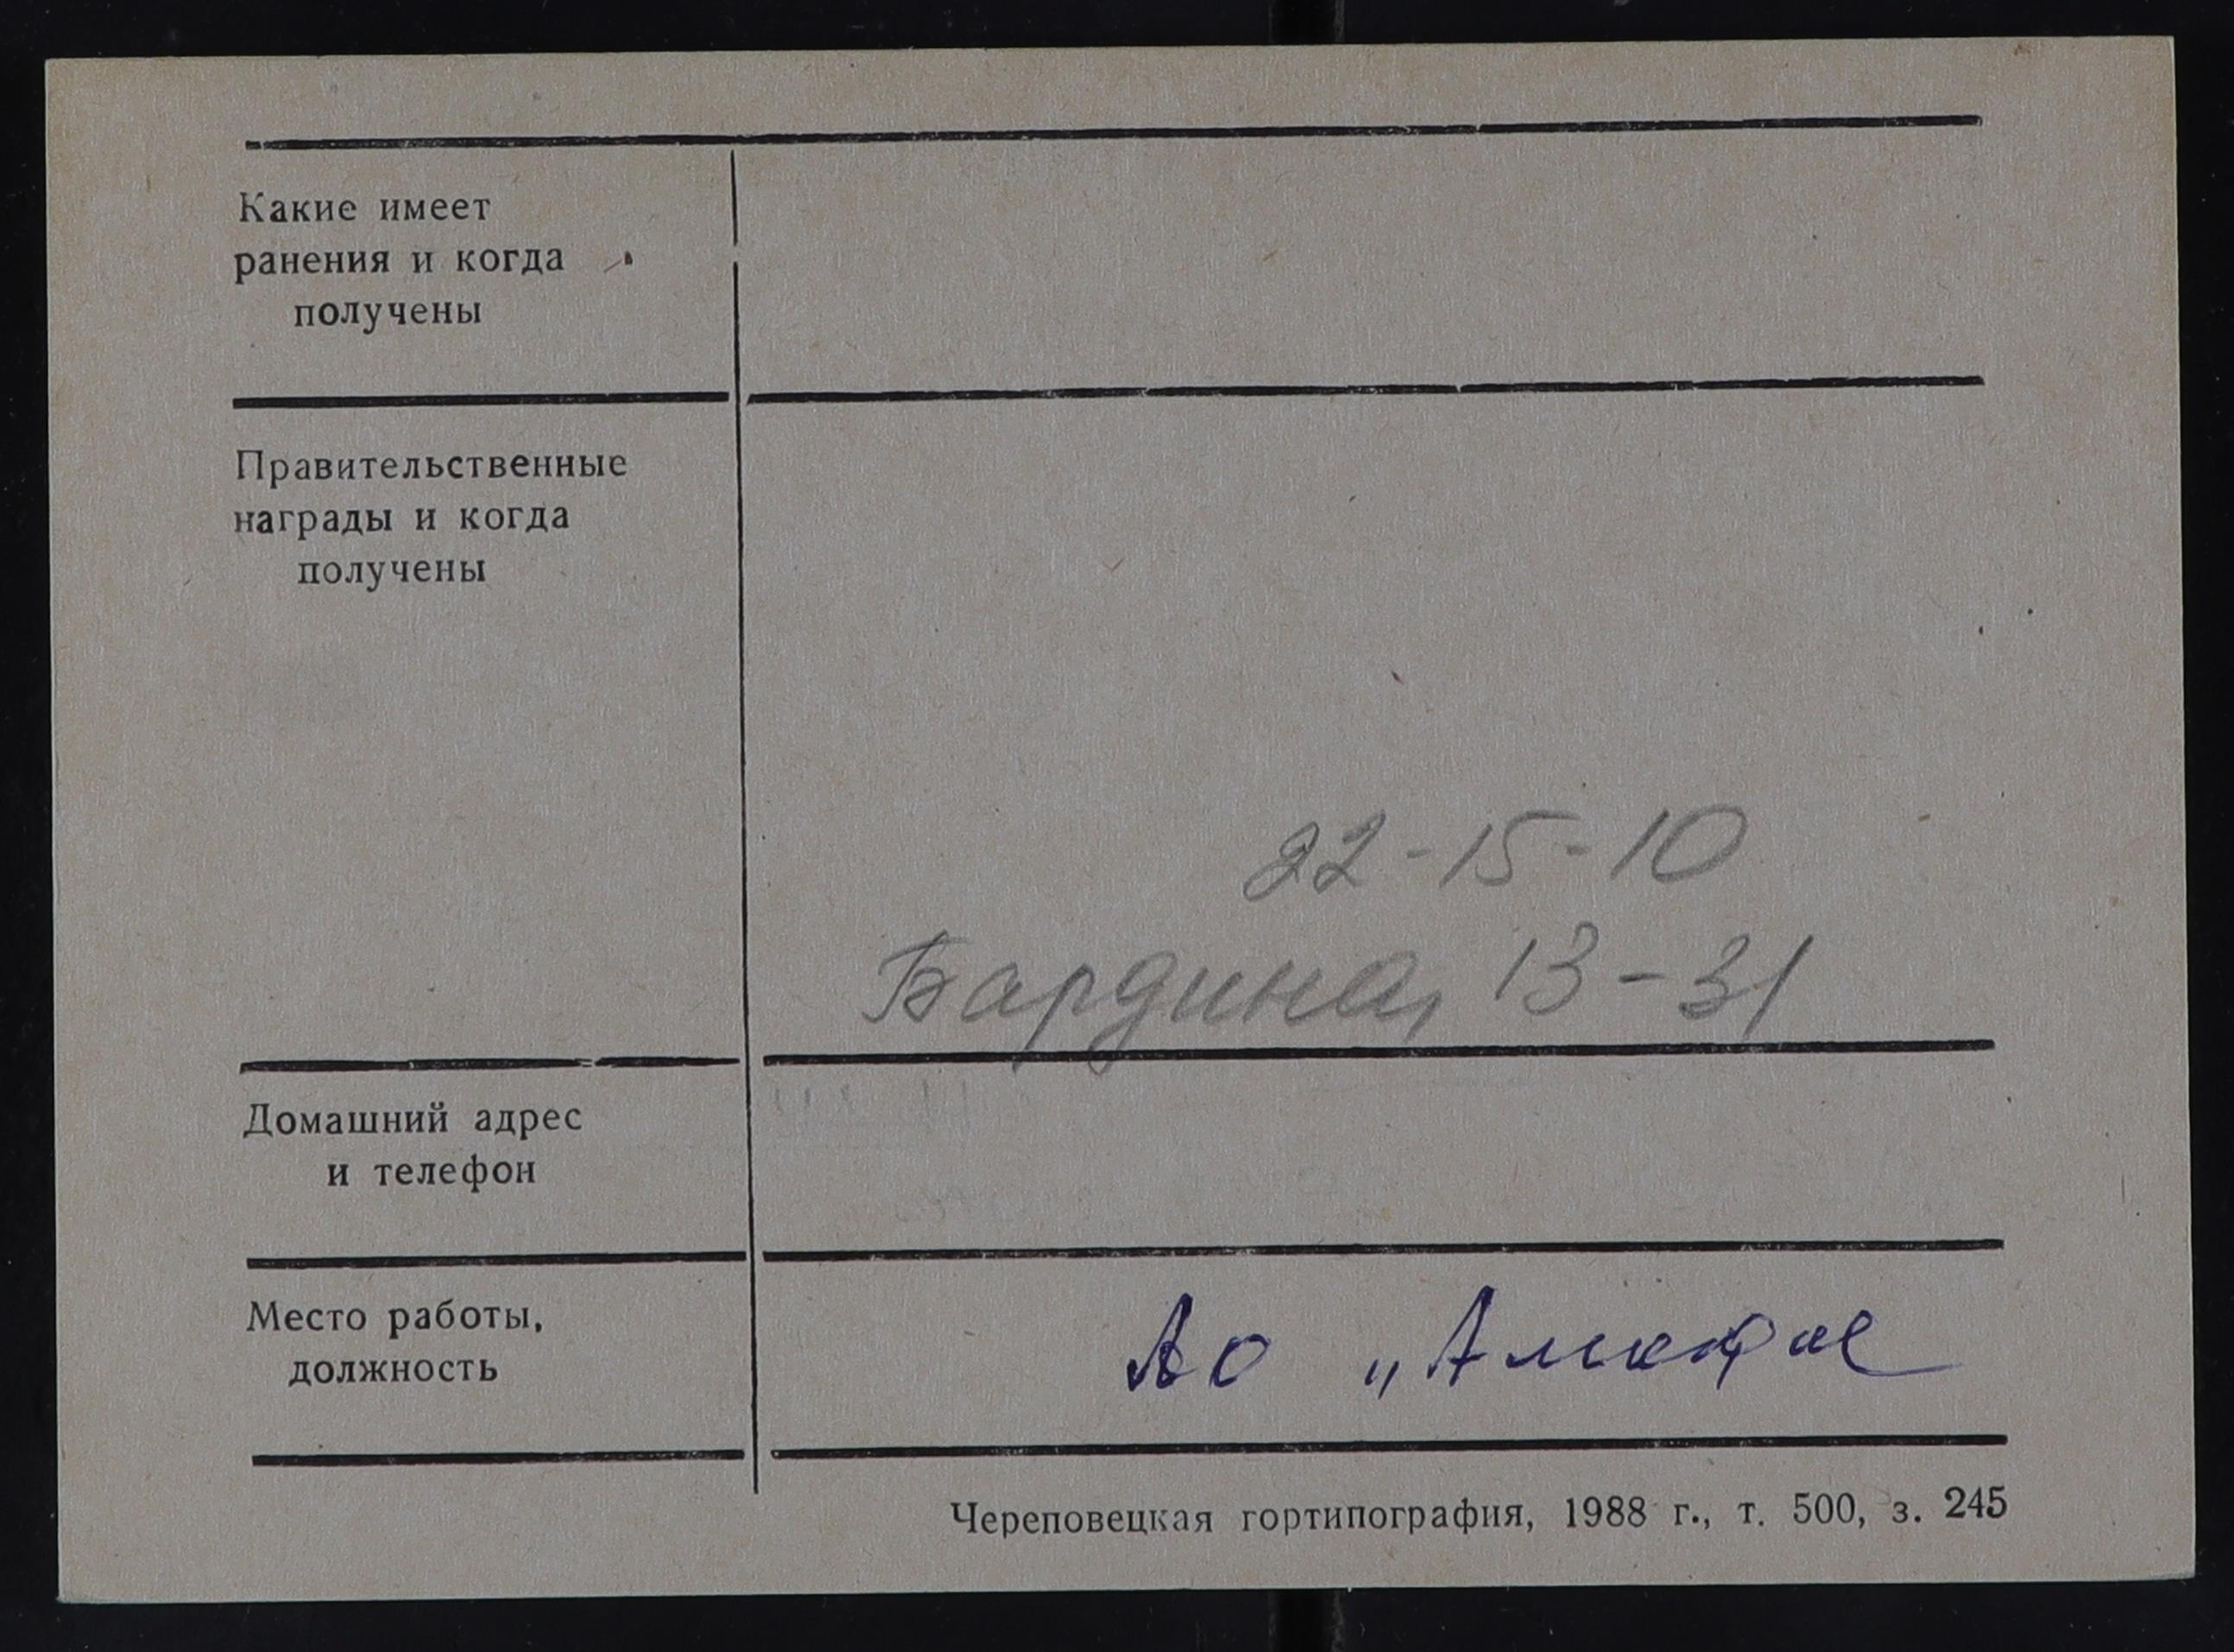 Какие имеет
ранения и когда
получены
Правительственные
награды и когда
получены
22-15-10
Бардина, 13-31
Домашний адрес
и телефон
Место работы,
должность
АО „
Череповецкая гортипография, 1988 г., т. 500, з. 245